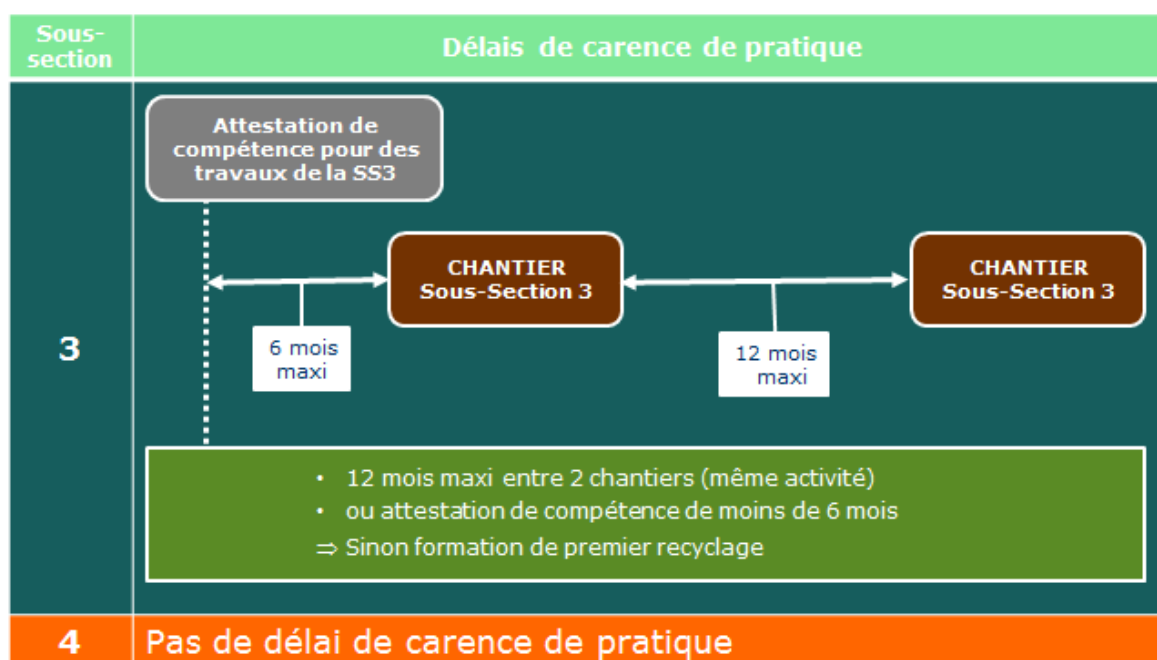 Sous-
section
Délais de carence de pratique
Attestation de
compétence pour des
travaux de la SS3
CHANTIER
Sous-Section 3
CHANTIER
Sous-Section 3
3
6 mois
maxi
12 mois
maxi
• 12 mois maxi entre 2 chantiers (même activité)
• ou attestation de compétence de moins de 6 mois
⇒ Sinon formation de premier recyclage
4
Pas de délai de carence de pratique